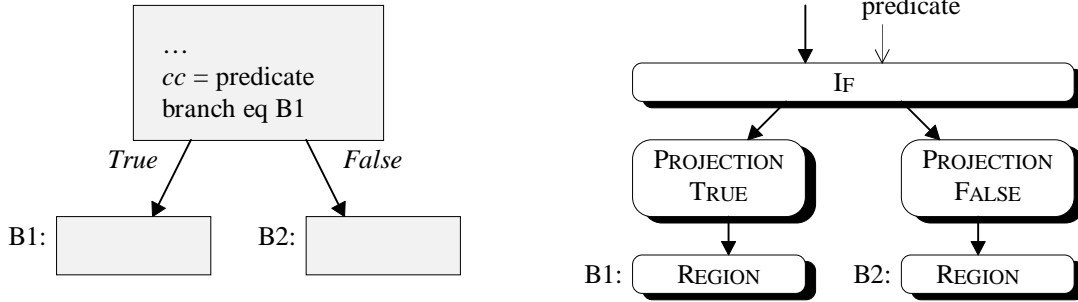 …
cc = predicate
branch eq B1
True
False
B1:
B2:
predicate
IF
PROJECTION
TRUE
PROJECTION
FALSE
B1:
REGION
B2:
REGION